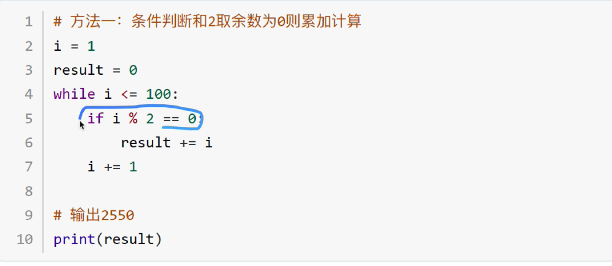 1 # 方法一：条件判断和2取余数为0则累加计算
2 i = 1
3 result = 0
4 while i <= 100:
5     if i % 2 == 0:
6         result += i
7     i += 1
8
9 # 输出2550
10 print(result)